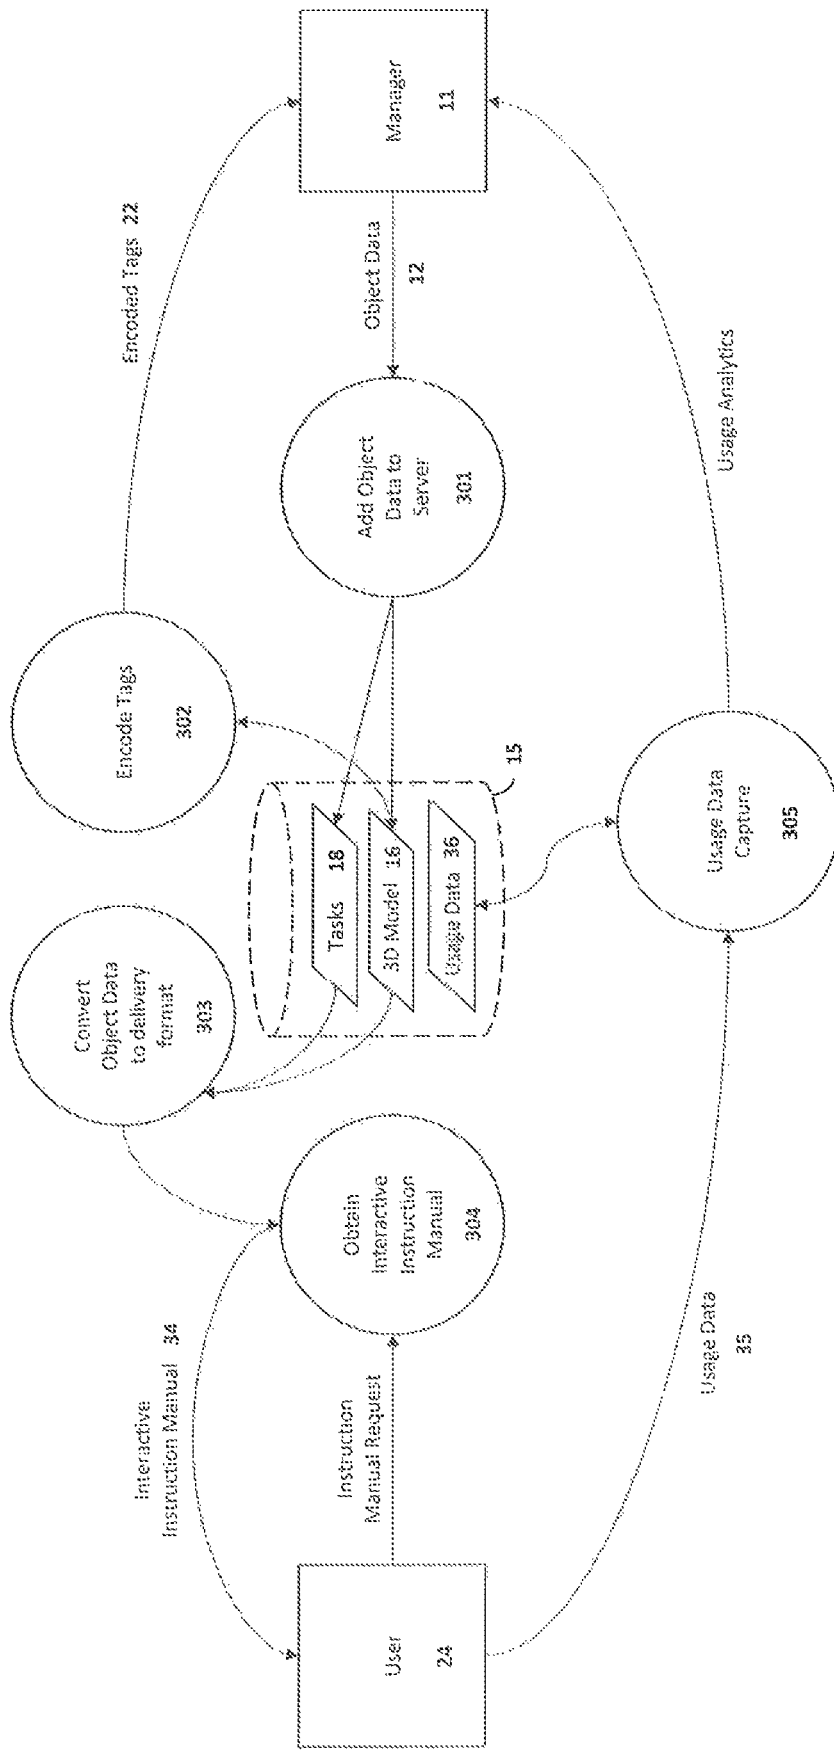 Interactive
Instruction Manual 34
Convert
Object Data
to delivery
format
303
Encode Tags
302
Encoded Tags 22
User
24
Instruction
Manual Request
Obtain
Interactive
Instruction
Manual
304
Tasks 18
3D Model 16
Usage Data 36
15
Add Object
Data to
Server
301
Object Data
12
Manager
11
Usage Data
35
Usage Data
Capture
305
Usage Analytics